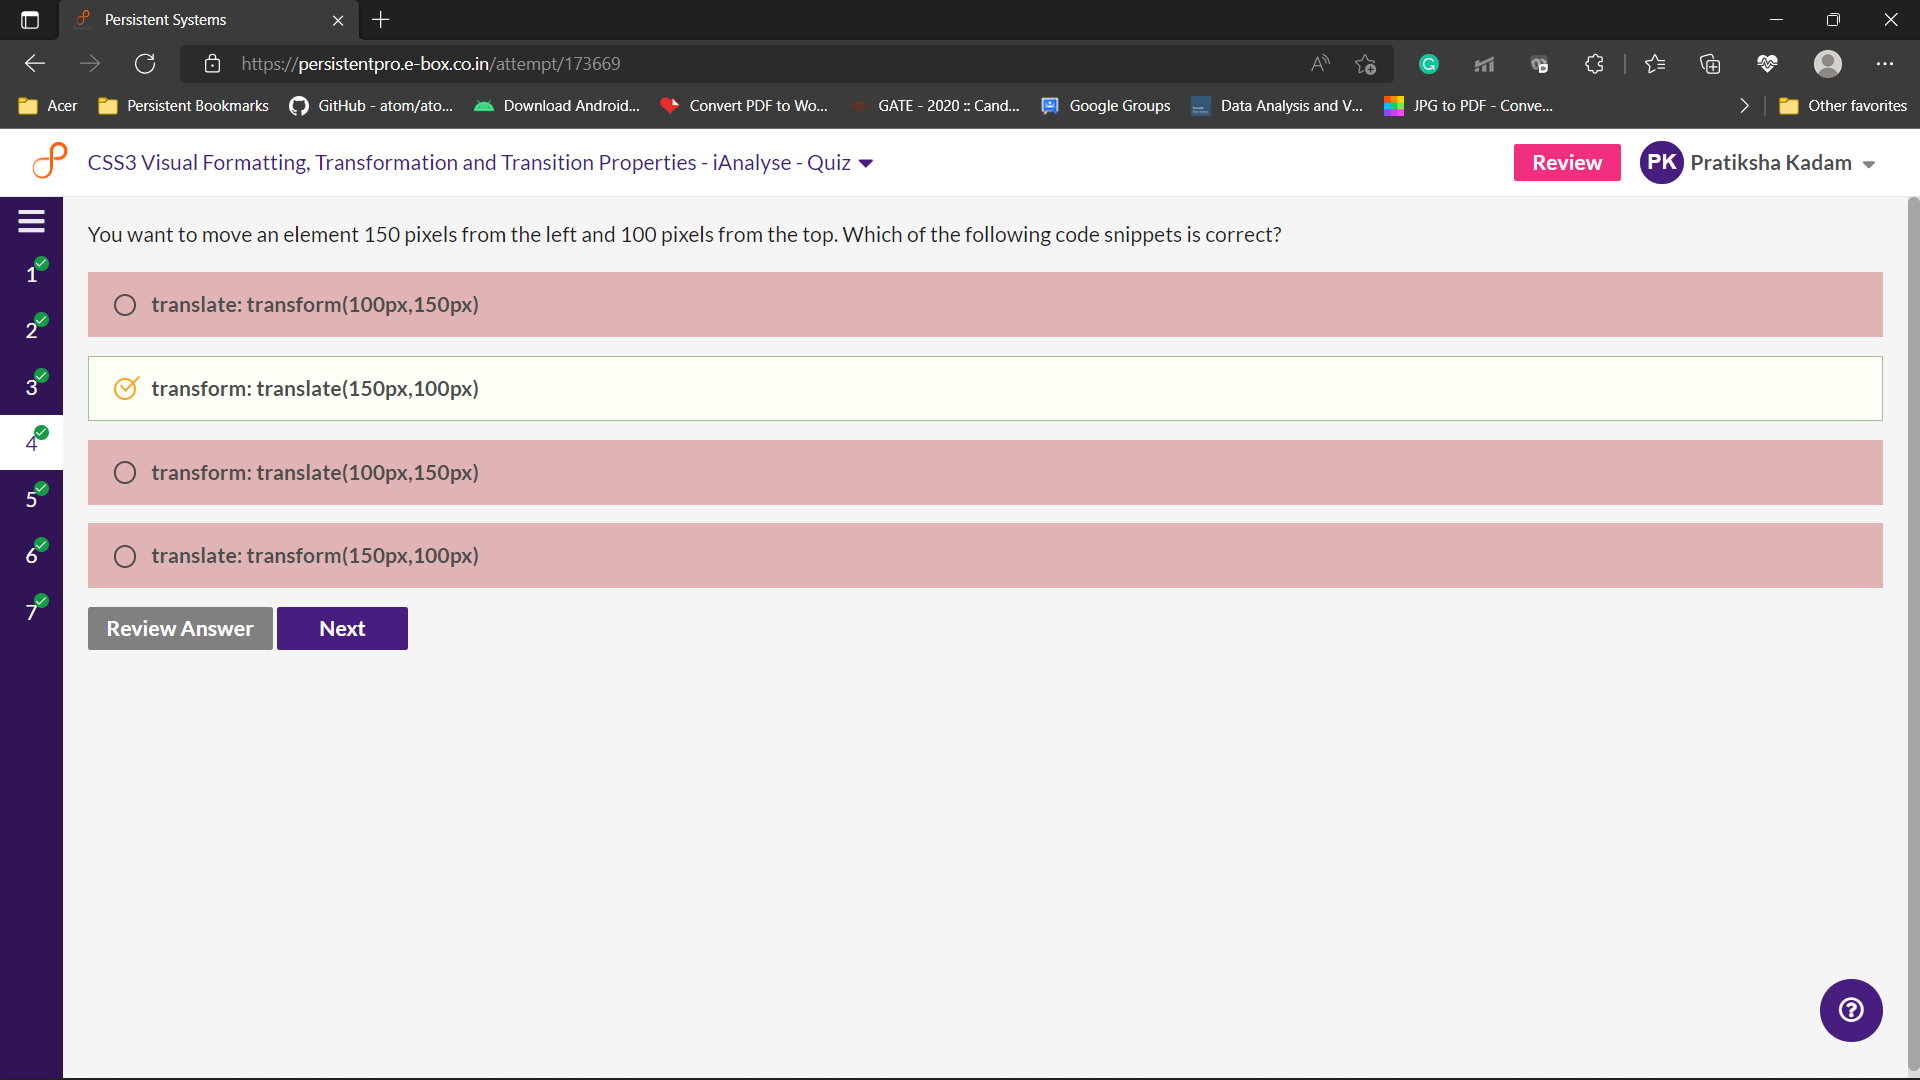 Persistent Systems
https://persistentpro.e-box.co.in/attempt/173669
Acer
Persistent Bookmarks
GitHub - atom/ato...
Download Android...
Convert PDF to Wo...
GATE - 2020 :: Cand...
Google Groups
Data Analysis and V...
JPG to PDF - Conve...
Other favorites
CSS3 Visual Formatting, Transformation and Transition Properties - iAnalyse - Quiz
Review
PK
Pratiksha Kadam
1
2
3
4
5
6
7
You want to move an element 150 pixels from the left and 100 pixels from the top. Which of the following code snippets is correct?
translate: transform(100px,150px)
transform: translate(150px,100px)
transform: translate(100px,150px)
translate: transform(150px,100px)
Review Answer
Next